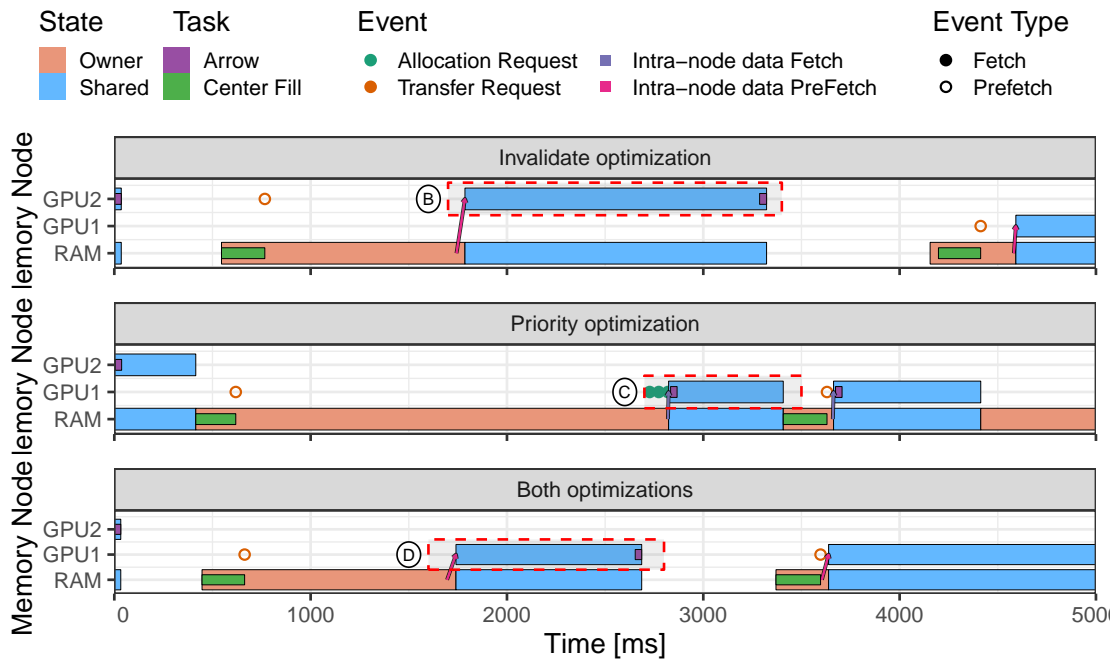 State Task Event Event Type
Owner Arrow Allocation Request Intra−node data Fetch Fetch
Shared Center Fill Transfer Request Intra−node data PreFetch Prefetch
Invalidate optimization
GPU2 B
GPU1
RAM
Priority optimization
GPU2
GPU1 C
RAM
Both optimizations
GPU2
GPU1 D
RAM
Memory Node
0 1000 2000 3000 4000 5000
Time [ms]